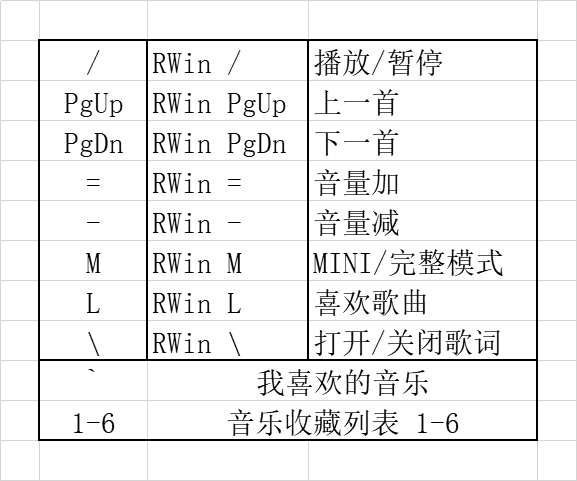 / RWin / 播放/暂停
PgUp RWin PgUp 上一首
PgDn RWin PgDn 下一首
= RWin = 音量加
- RWin - 音量减
M RWin M MINI/完整模式
L RWin L 喜欢歌曲
\ RWin \ 打开/关闭歌词
` 我喜欢的音乐
1-6 音乐收藏列表 1-6